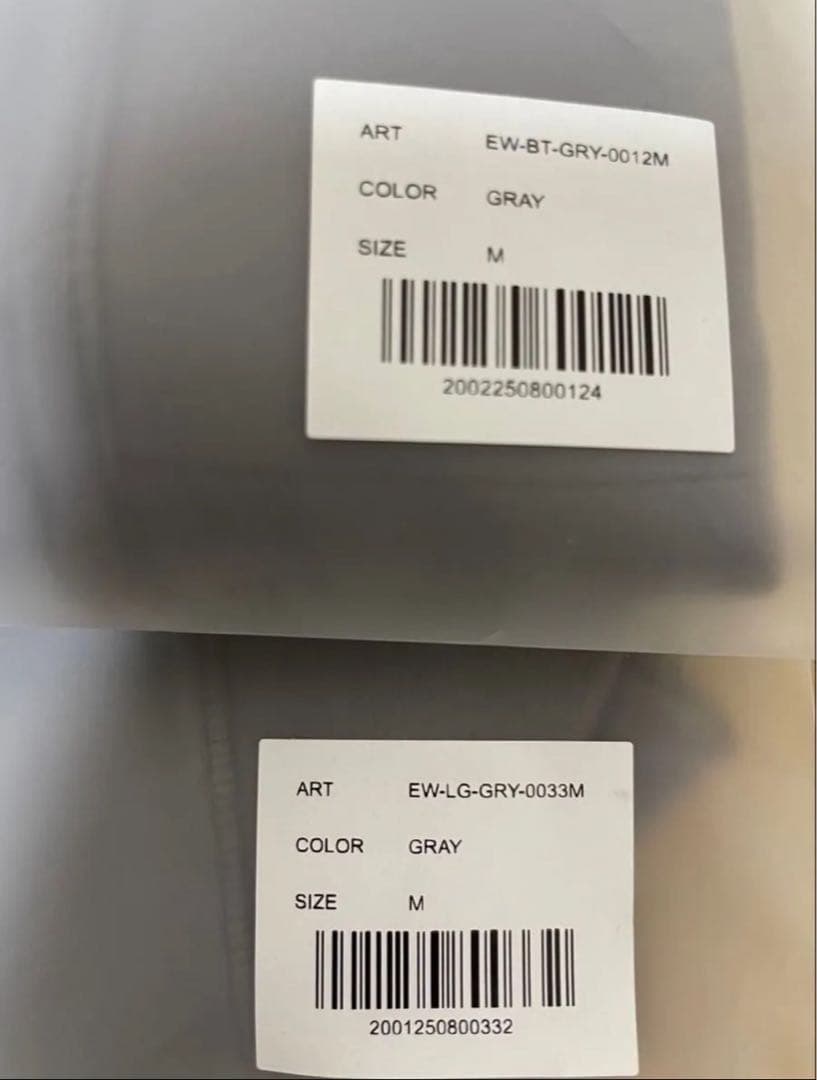 ART EW-BT-GRY-0012M
COLOR GRAY
SIZE M
2002250800124
ART EW-LG-GRY-0033M
COLOR GRAY
SIZE M
2001250800332